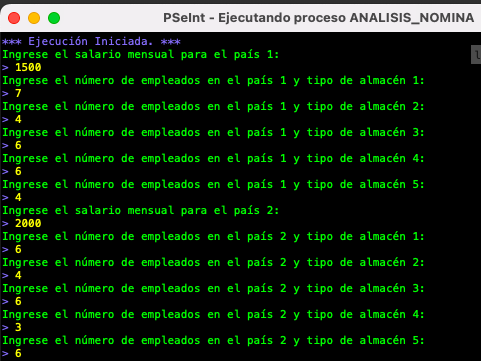 PSeInt - Ejecutando proceso ANALISIS_NOMINA
*** Ejecución Iniciada. ***
Ingrese el salario mensual para el país 1:
> 1500
Ingrese el número de empleados en el país 1 y tipo de almacén 1:
> 7
Ingrese el número de empleados en el país 1 y tipo de almacén 2:
> 4
Ingrese el número de empleados en el país 1 y tipo de almacén 3:
> 6
Ingrese el número de empleados en el país 1 y tipo de almacén 4:
> 6
Ingrese el número de empleados en el país 1 y tipo de almacén 5:
> 4
Ingrese el salario mensual para el país 2:
> 2000
Ingrese el número de empleados en el país 2 y tipo de almacén 1:
> 6
Ingrese el número de empleados en el país 2 y tipo de almacén 2:
> 4
Ingrese el número de empleados en el país 2 y tipo de almacén 3:
> 6
Ingrese el número de empleados en el país 2 y tipo de almacén 4:
> 3
Ingrese el número de empleados en el país 2 y tipo de almacén 5:
> 6